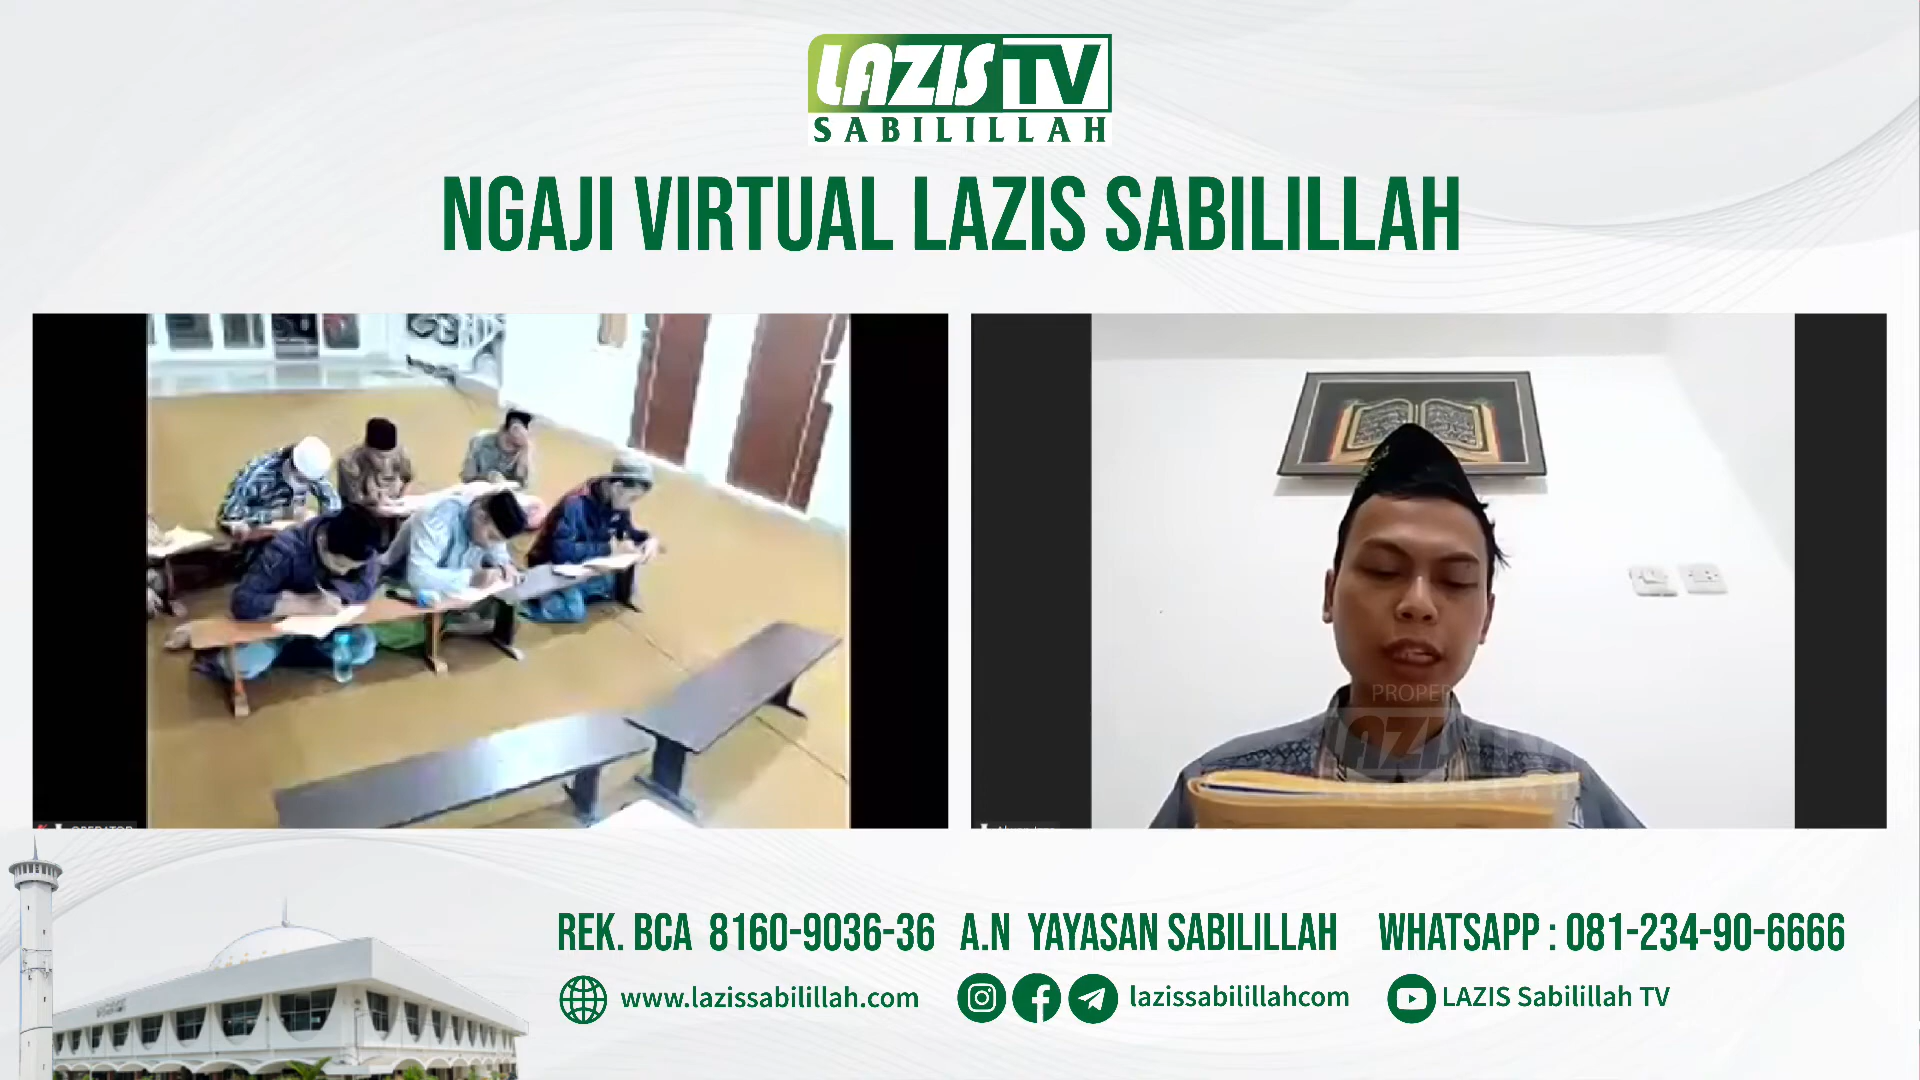 LAZIS TV
SABILILLAH
NGAJI VIRTUAL LAZIS SABILILLAH
OPERATOR
REK. BCA 8160-9036-36 A.N YAYASAN SABILILLAH WHATSAPP : 081-234-90-6666
www.lazissabilillah.com lazissabilillahcom LAZIS Sabilillah TV